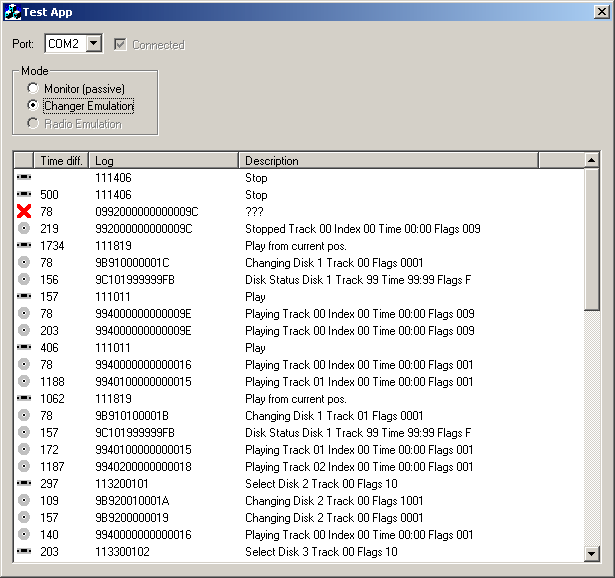 Test App
Port: COM2 Connected
Mode
Monitor (passive)
Changer Emulation
Radio Emulation
Time diff. Log Description
111406 Stop
500 111406 Stop
78 0992000000000009C ???
219 992000000000009C Stopped Track 00 Index 00 Time 00:00 Flags 009
1734 111819 Play from current pos.
78 9B910000001C Changing Disk 1 Track 00 Flags 0001
156 9C101999999FB Disk Status Disk 1 Track 99 Time 99:99 Flags F
157 111011 Play
78 994000000000009E Playing Track 00 Index 00 Time 00:00 Flags 009
203 994000000000009E Playing Track 00 Index 00 Time 00:00 Flags 009
406 111011 Play
78 9940000000000016 Playing Track 00 Index 00 Time 00:00 Flags 001
1188 9940100000000015 Playing Track 01 Index 00 Time 00:00 Flags 001
1062 111819 Play from current pos.
78 9B910100001B Changing Disk 1 Track 01 Flags 0001
157 9C101999999FB Disk Status Disk 1 Track 99 Time 99:99 Flags F
172 9940100000000015 Playing Track 01 Index 00 Time 00:00 Flags 001
1187 9940200000000018 Playing Track 02 Index 00 Time 00:00 Flags 001
297 113200101 Select Disk 2 Track 00 Flags 10
109 9B920010001A Changing Disk 2 Track 00 Flags 1001
157 9B9200000019 Changing Disk 2 Track 00 Flags 0001
140 9940000000000016 Playing Track 00 Index 00 Time 00:00 Flags 001
203 113300102 Select Disk 3 Track 00 Flags 10